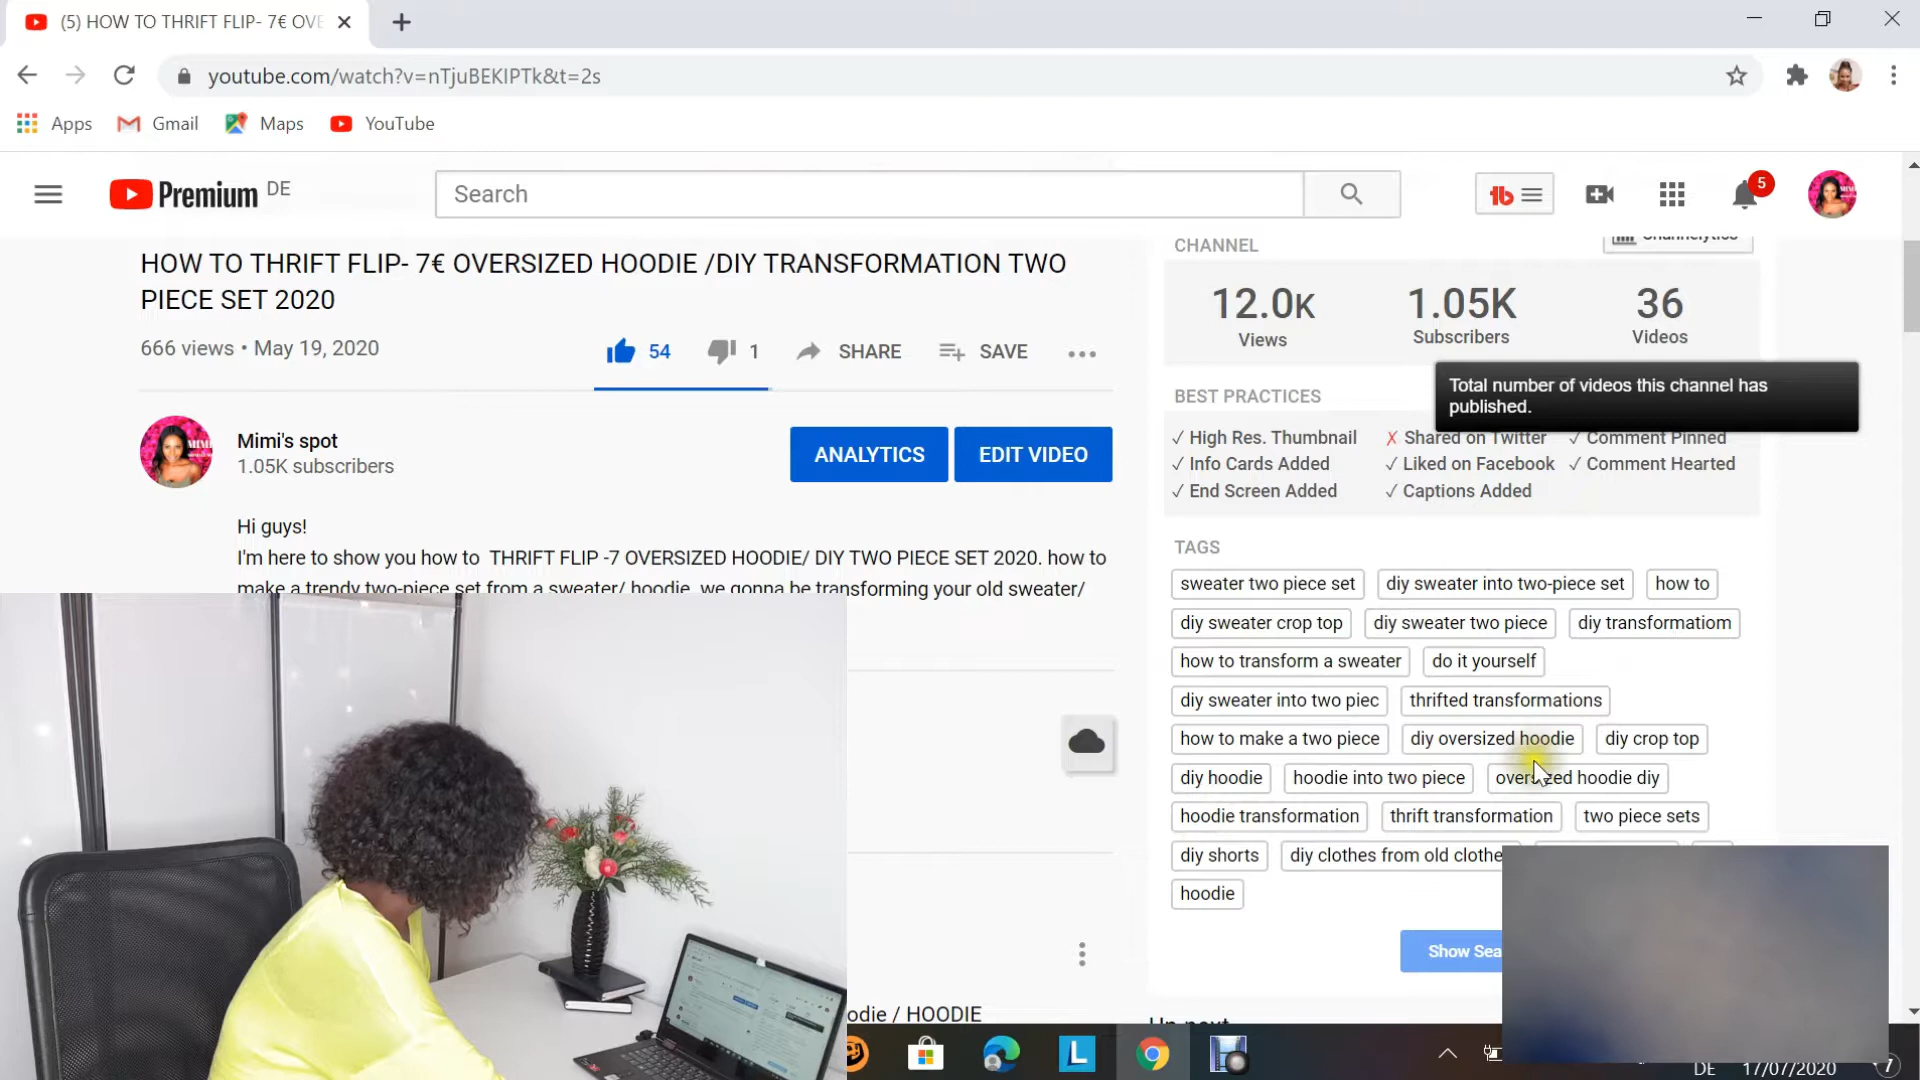 (5) HOW TO THRIFT FLIP- 7€ OVE
youtube.com/watch?v=nTjuBEKIPTk&t=2s
Apps Gmail Maps YouTube
Premium DE
Search
5
HOW TO THRIFT FLIP- 7€ OVERSIZED HOODIE /DIY TRANSFORMATION TWO
PIECE SET 2020
666 views • May 19, 2020
54 1 SHARE SAVE
Mimi's spot
1.05K subscribers
ANALYTICS EDIT VIDEO
Hi guys!
I'm here to show you how to THRIFT FLIP -7 OVERSIZED HOODIE/ DIY TWO PIECE SET 2020. how to
make a trendy two-piece set from a sweater/ hoodie. we gonna be transforming your old sweater/
odie / HOODIE
CHANNEL
Channelytics
12.0K 1.05K 36
Views Subscribers Videos
Total number of videos this channel has
published.
BEST PRACTICES
✓ High Res. Thumbnail ✗ Shared on Twitter ✓ Comment Pinned
✓ Info Cards Added ✓ Liked on Facebook ✓ Comment Hearted
✓ End Screen Added ✓ Captions Added
TAGS
sweater two piece set diy sweater into two-piece set how to
diy sweater crop top diy sweater two piece diy transformatiom
how to transform a sweater do it yourself
diy sweater into two piec thrifted transformations
how to make a two piece diy oversized hoodie diy crop top
diy hoodie hoodie into two piece oversized hoodie diy
hoodie transformation thrift transformation two piece sets
diy shorts diy clothes from old clothe
hoodie
Show Sea
Up next
DE 17/07/2020 7